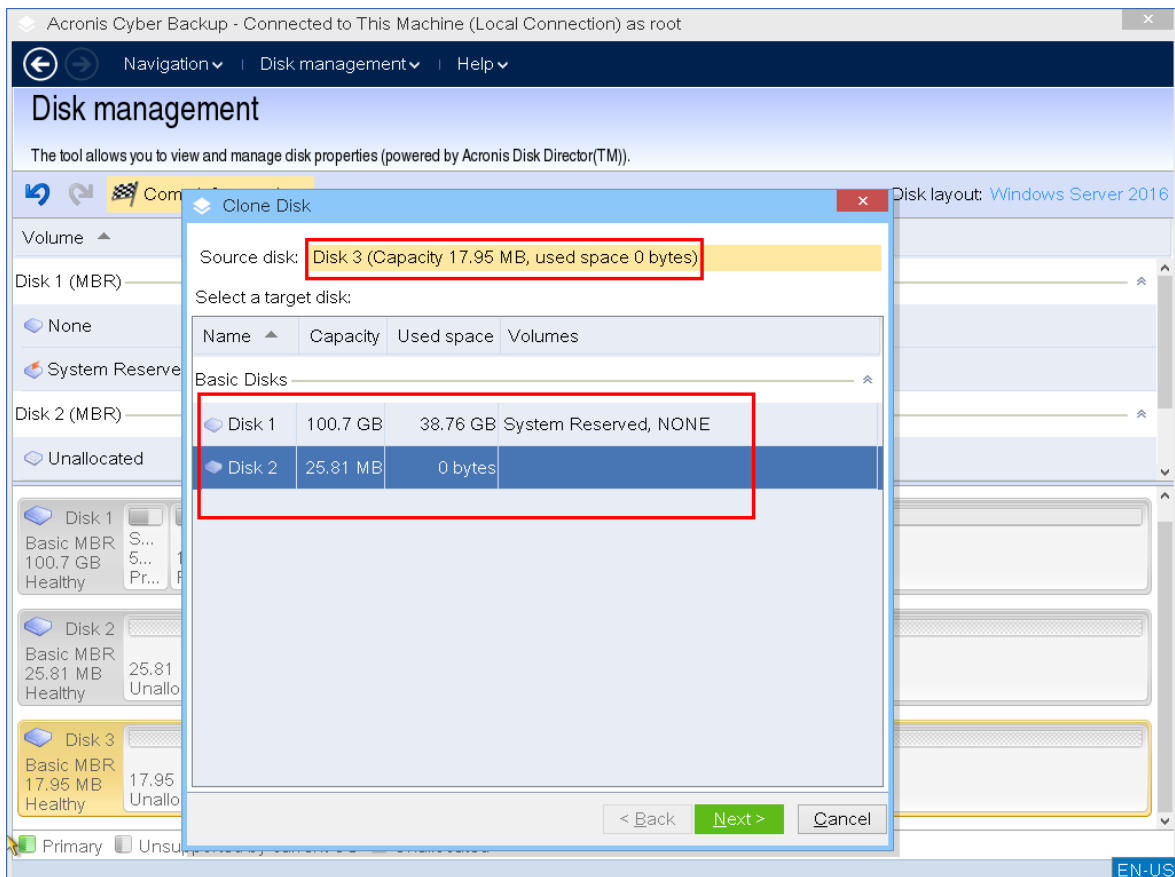 Acronis Cyber Backup - Connected to This Machine (Local Connection) as root
Navigation Disk management Help
Disk management
The tool allows you to view and manage disk properties (powered by Acronis Disk Director(TM)).
Disk layout: Windows Server 2016
Clone Disk
Volume
Source disk: Disk 3 (Capacity 17.95 MB, used space 0 bytes)
Disk 1 (MBR)
Select a target disk:
None
Name Capacity Used space Volumes
System Reserve
Basic Disks
Disk 2 (MBR)
Disk 1 100.7 GB 38.76 GB System Reserved, NONE
Unallocated
Disk 2 25.81 MB 0 bytes
Disk 1
Basic MBR S...
100.7 GB 5...
Healthy Pr...
Disk 2
Basic MBR
25.81 MB 25.81
Healthy Unallo
Disk 3
Basic MBR
17.95 MB 17.95
Healthy Unallo
< Back Next > Cancel
Primary
EN-US